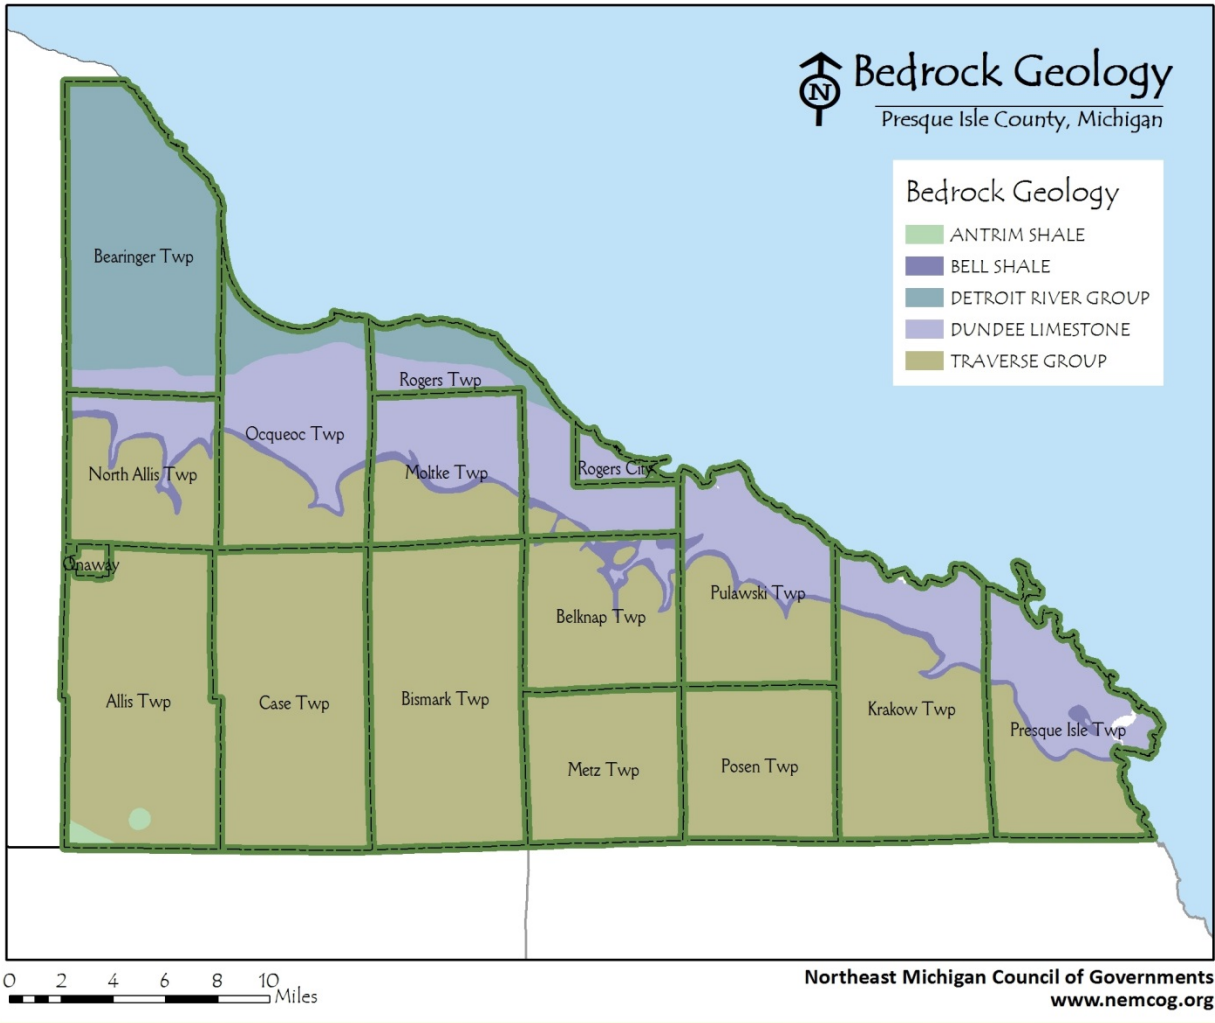 N
Bedrock Geology
Presque Isle County, Michigan
Bedrock Geology
ANTRIM SHALE
BELL SHALE
DETROIT RIVER GROUP
DUNDEE LIMESTONE
TRAVERSE GROUP
Bearinger Twp
Rogers Twp
Ocqueoc Twp
North Allis Twp
Moltke Twp
Rogers City
Onaway
Pulawski Twp
Belknap Twp
Allis Twp
Case Twp
Bismark Twp
Krakow Twp
Presque Isle Twp
Metz Twp
Posen Twp
0 2 4 6 8 10
Miles
Northeast Michigan Council of Governments
www.nemcog.org